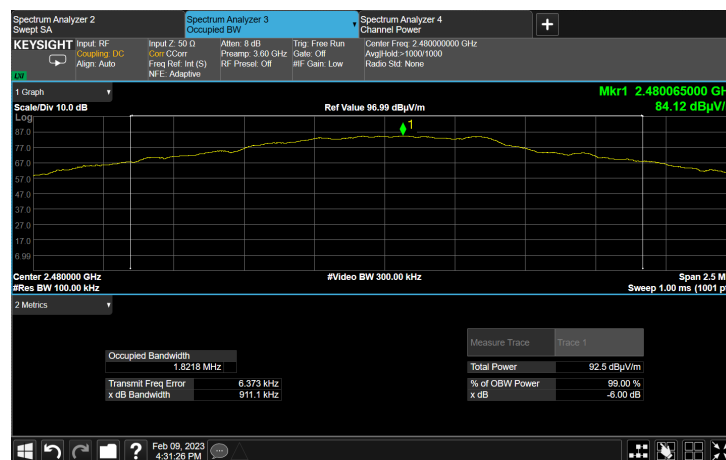 Spectrum Analyzer 2
Swept SA
Spectrum Analyzer 3
Occupied BW
Spectrum Analyzer 4
Channel Power
KEYSIGHT
Input: RF
Coupling: DC
Align: Auto
Input Z: 50 Ω
Corr CCorr
Freq Ref: Int (S)
NFE: Adaptive
Atten: 8 dB
Preamp: 3.60 GHz
RF Presel: Off
Trig: Free Run
Gate: Off
#IF Gain: Low
Center Freq: 2.480000000 GHz
Avg|Hold:>1000/1000
Radio Std: None
LXI
1 Graph
Scale/Div 10.0 dB
Ref Value 96.99 dBµV/m
Mkr1 2.480065000 GH
84.12 dBµV/
Log
87.0
77.0
67.0
57.0
47.0
37.0
27.0
17.0
6.99
1
Center 2.480000 GHz
#Res BW 100.00 kHz
#Video BW 300.00 kHz
Span 2.5 M
Sweep 1.00 ms (1001 pt
2 Metrics
Measure Trace Trace 1
Occupied Bandwidth
1.8218 MHz
Total Power 92.5 dBµV/m
Transmit Freq Error 6.373 kHz
x dB Bandwidth 911.1 kHz
% of OBW Power 99.00 %
x dB -6.00 dB
Feb 09, 2023
4:31:26 PM